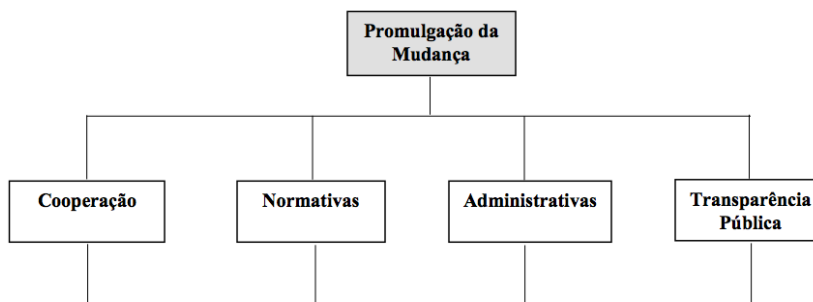 Promulgação da
Mudança
Cooperação
Normativas
Administrativas
Transparência
Pública